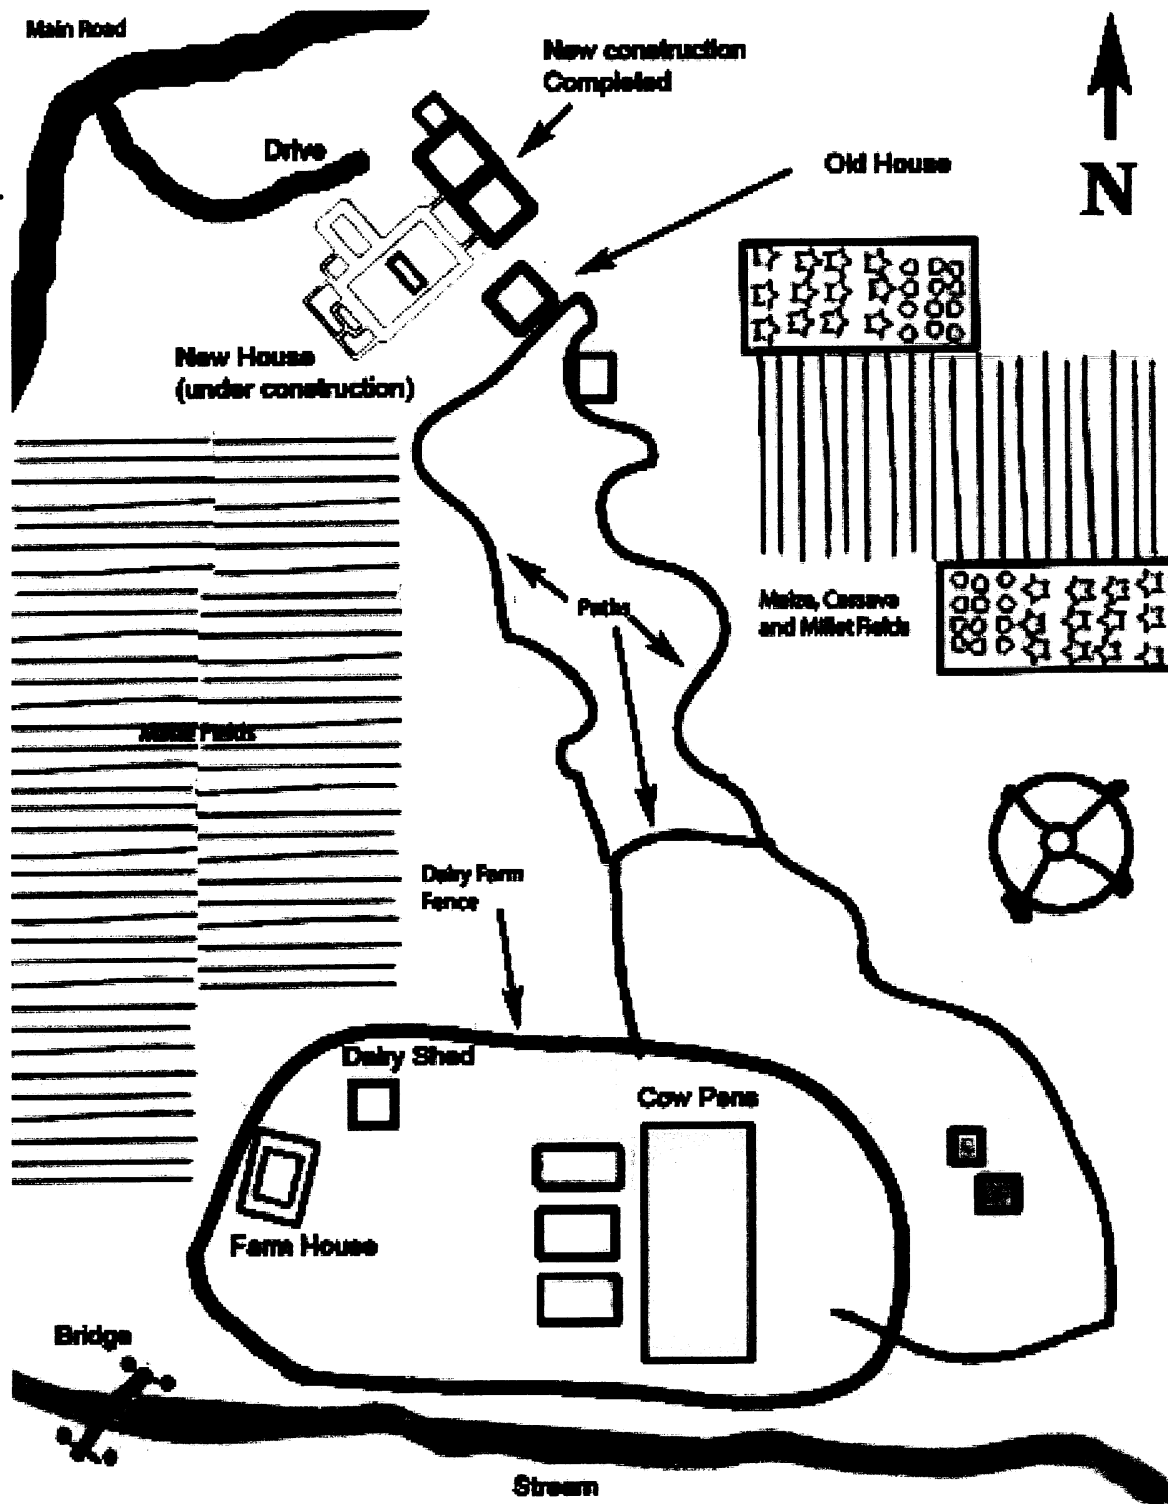 Main Road
New construction
Completed
Drive
Old House
N
New House
(under construction)
Paths
Maize, Cassava
and Millet Fields
Fields
Dairy Farm
Fence
Dairy Shed
Cow Pens
Farm House
Bridge
Stream